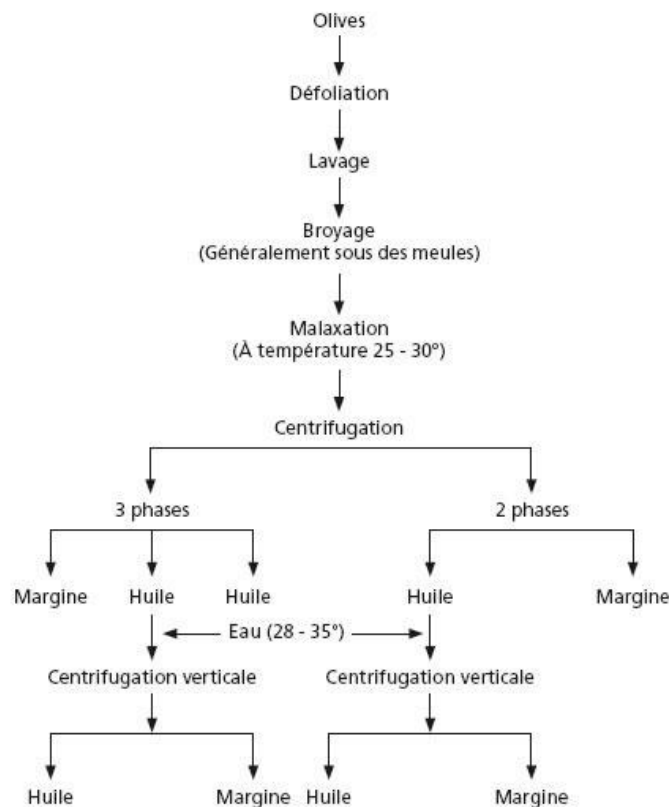 Olives
Défoliation
Lavage
Broyage
(Généralement sous des meules)
Malaxation
(À température 25 - 30°)
Centrifugation
3 phases 2 phases
Margine Huile Huile Huile Margine
Eau (28 - 35°)
Centrifugation verticale Centrifugation verticale
Huile Margine Huile Margine